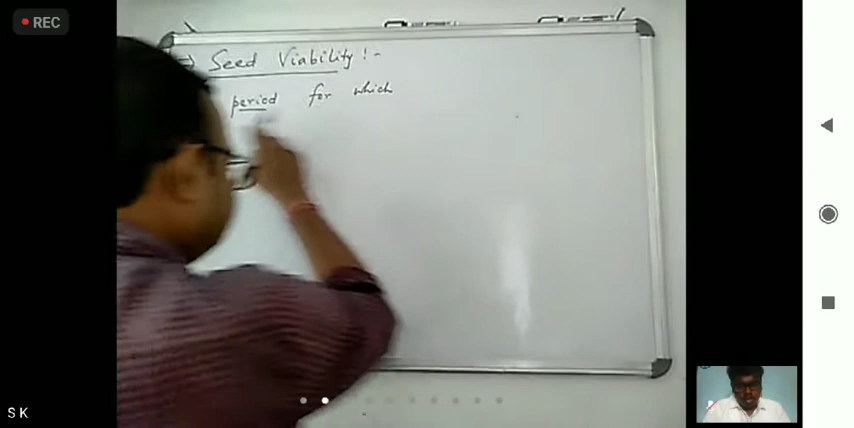 REC
→ Seed Viability :-
period for which
S K